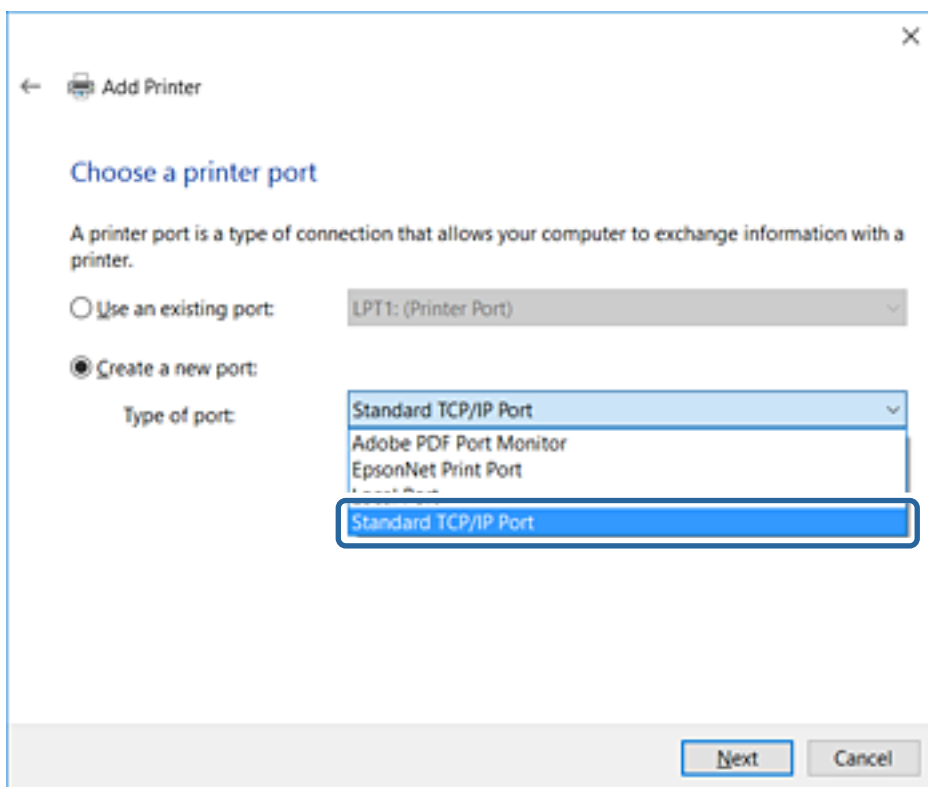 Add Printer
Choose a printer port
A printer port is a type of connection that allows your computer to exchange information with a
printer.
Use an existing port:
LPT1: (Printer Port)
Create a new port:
Type of port:
Standard TCP/IP Port
Adobe PDF Port Monitor
EpsonNet Print Port
Local Port
Standard TCP/IP Port
Next
Cancel